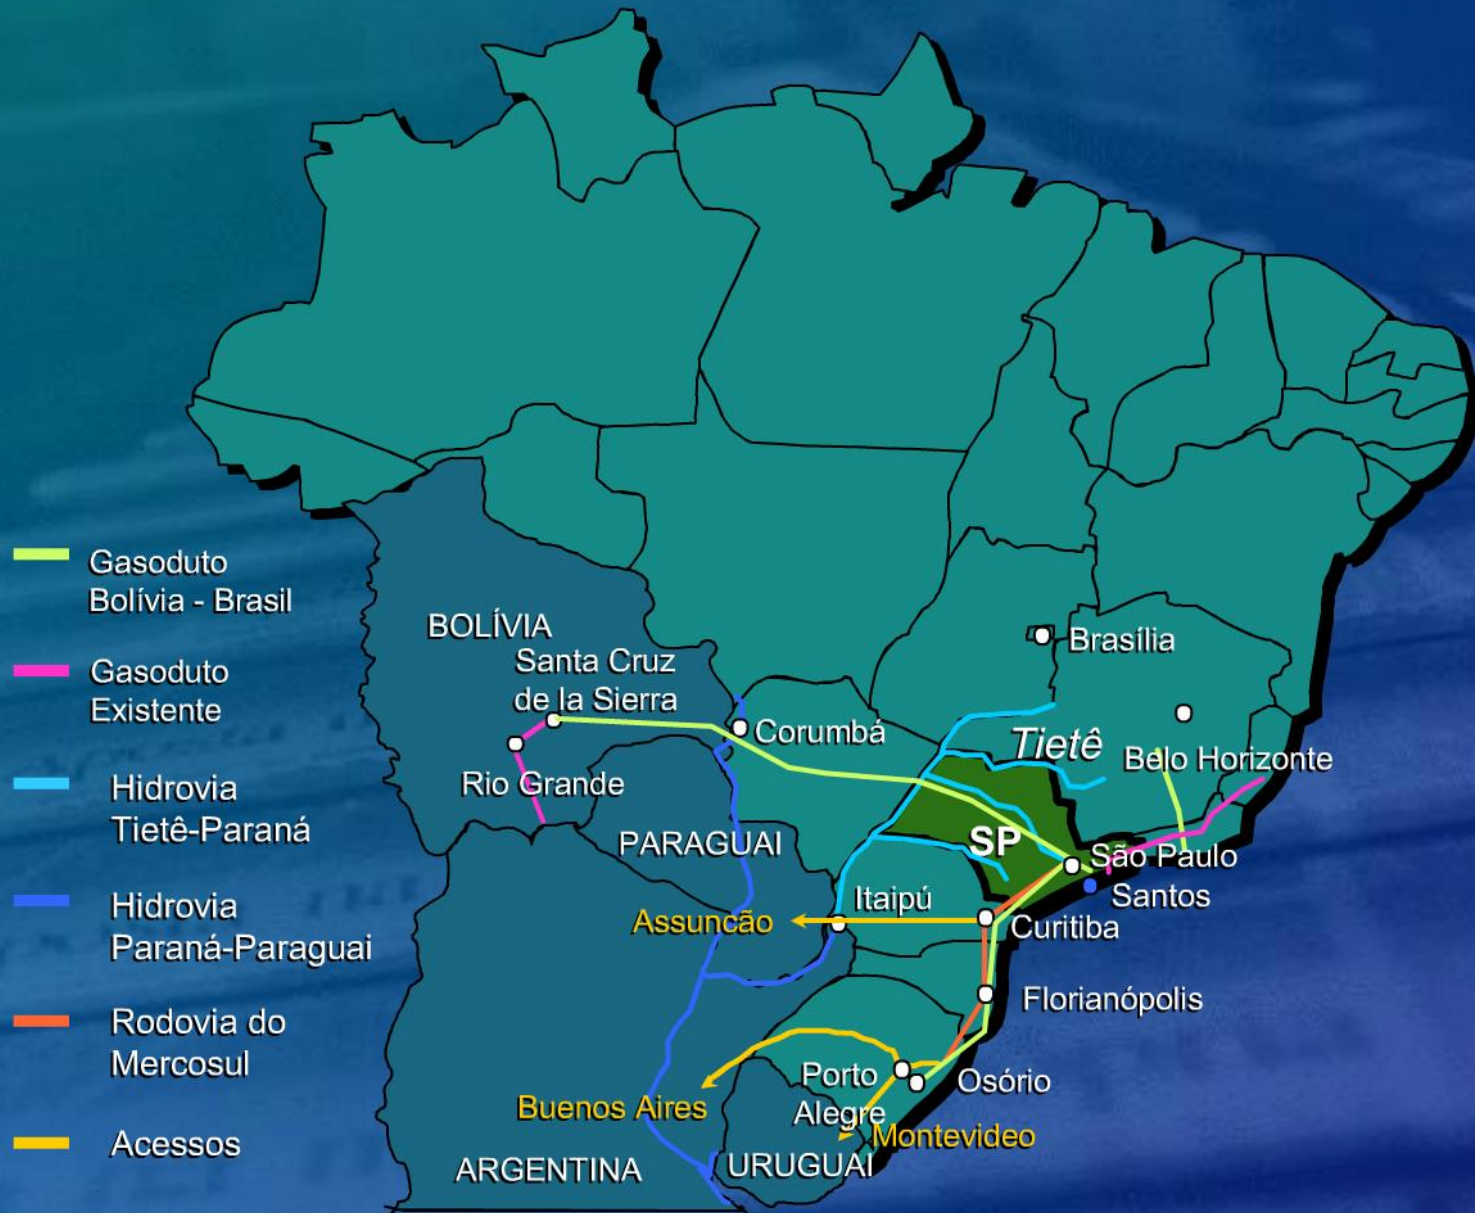 Gasoduto
Bolívia - Brasil
Gasoduto
Existente
Hidrovia
Tietê-Paraná
Hidrovia
Paraná-Paraguai
Rodovia do
Mercosul
Acessos
BOLÍVIA
Santa Cruz
de la Sierra
Rio Grande
Corumbá
Brasília
Tietê
Belo Horizonte
PARAGUAI
SP
São Paulo
Santos
Itaipú
Assuncão
Curitiba
Florianópolis
Porto
Alegre
Osório
Buenos Aires
Montevideo
ARGENTINA
URUGUAI